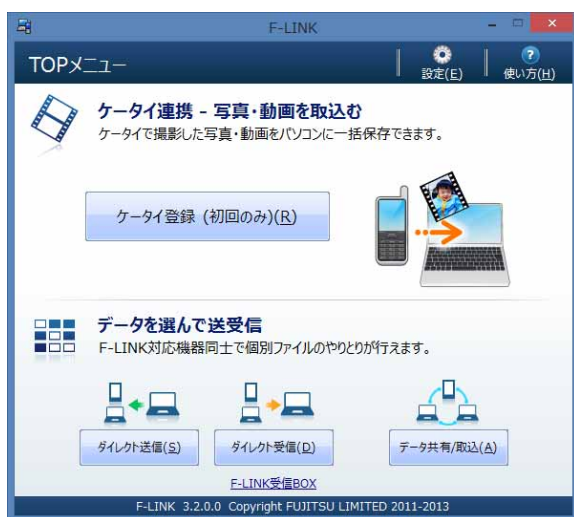 F-LINK
TOPメニュー
設定(E)
使い方(H)
ケータイ連携 - 写真・動画を取込む
ケータイで撮影した写真・動画をパソコンに一括保存できます。
ケータイ登録 (初回のみ)(R)
データを選んで送受信
F-LINK対応機器同士で個別ファイルのやりとりが行えます。
ダイレクト送信(S)
ダイレクト受信(D)
データ共有/取込(A)
F-LINK受信BOX
F-LINK 3.2.0.0 Copyright FUJITSU LIMITED 2011-2013